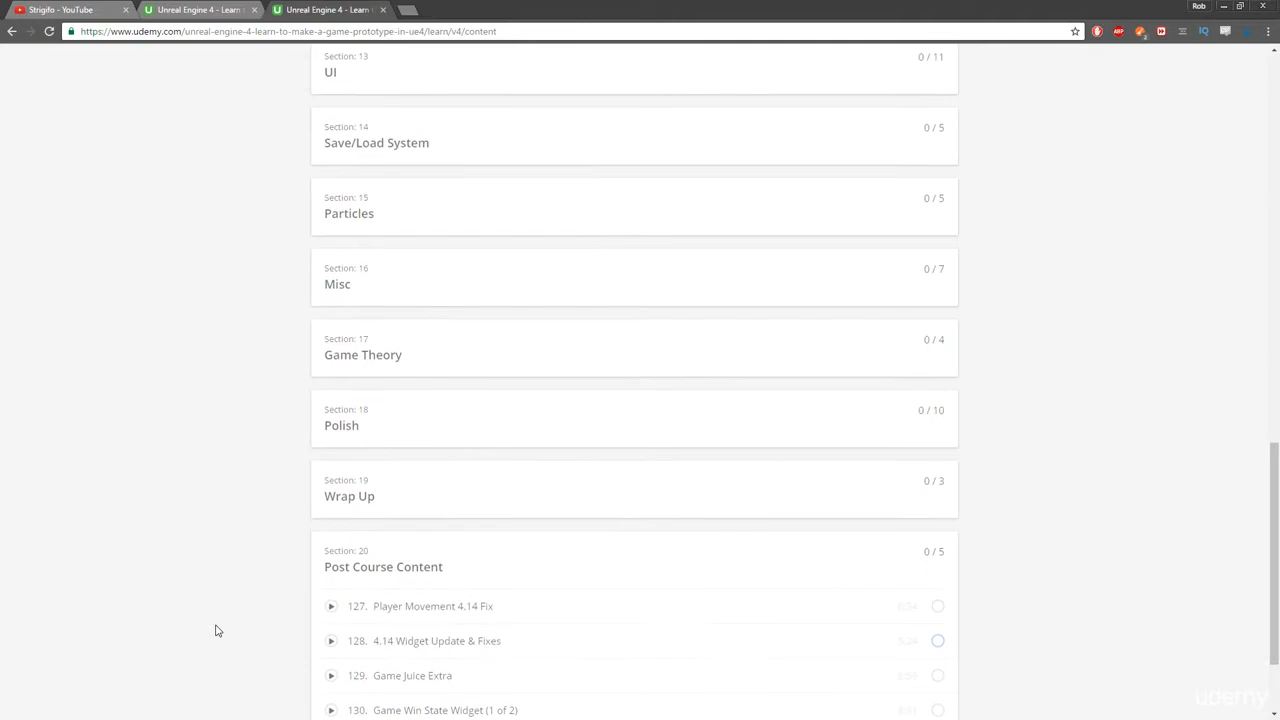 Strigifo - YouTube
Unreal Engine 4 - Learn t
Unreal Engine 4 - Learn t
Rob
https://www.udemy.com/unreal-engine-4-learn-to-make-a-game-prototype-in-ue4/learn/v4/content
Section: 13
0 / 11
UI
Section: 14
0 / 5
Save/Load System
Section: 15
0 / 5
Particles
Section: 16
0 / 7
Misc
Section: 17
0 / 4
Game Theory
Section: 18
0 / 10
Polish
Section: 19
0 / 3
Wrap Up
Section: 20
0 / 5
Post Course Content
127. Player Movement 4.14 Fix
128. 4.14 Widget Update & Fixes
129. Game Juice Extra
130. Game Win State Widget (1 of 2)
udemy